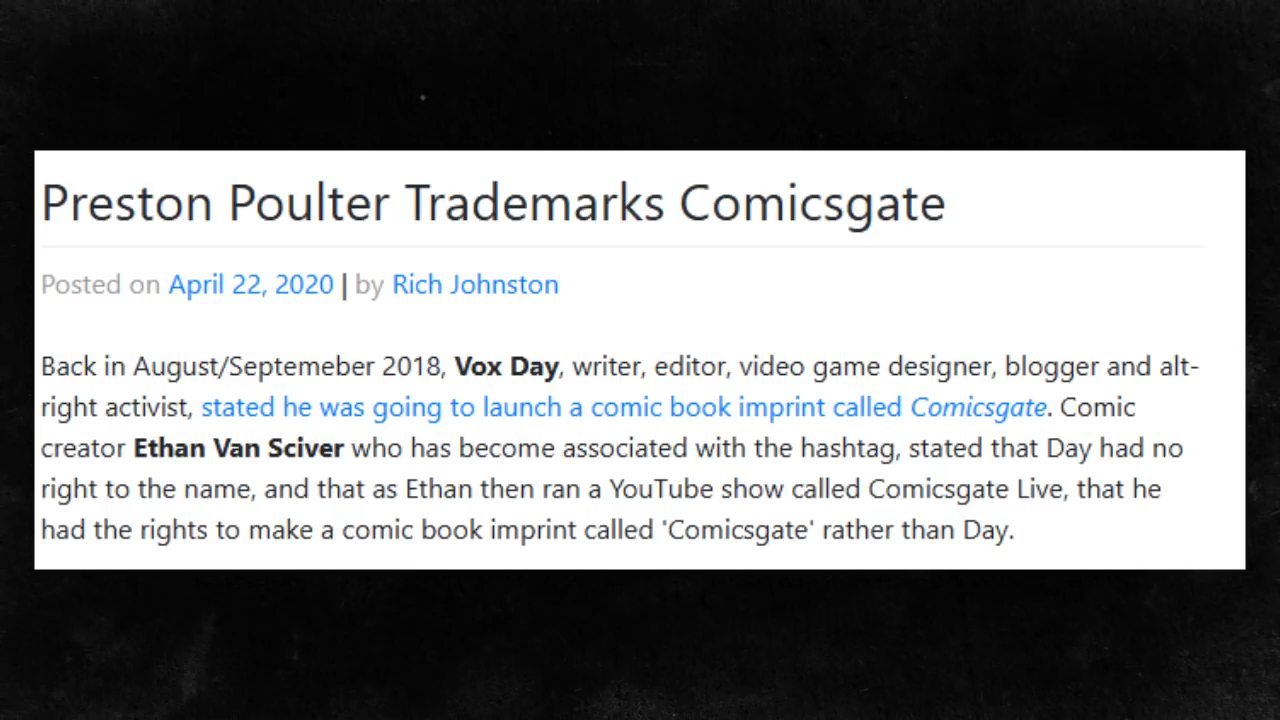 Preston Poulter Trademarks Comicsgate
Posted on April 22, 2020 | by Rich Johnston
Back in August/Septemeber 2018, Vox Day, writer, editor, video game designer, blogger and alt-
right activist, stated he was going to launch a comic book imprint called Comicsgate. Comic
creator Ethan Van Sciver who has become associated with the hashtag, stated that Day had no
right to the name, and that as Ethan then ran a YouTube show called Comicsgate Live, that he
had the rights to make a comic book imprint called 'Comicsgate' rather than Day.